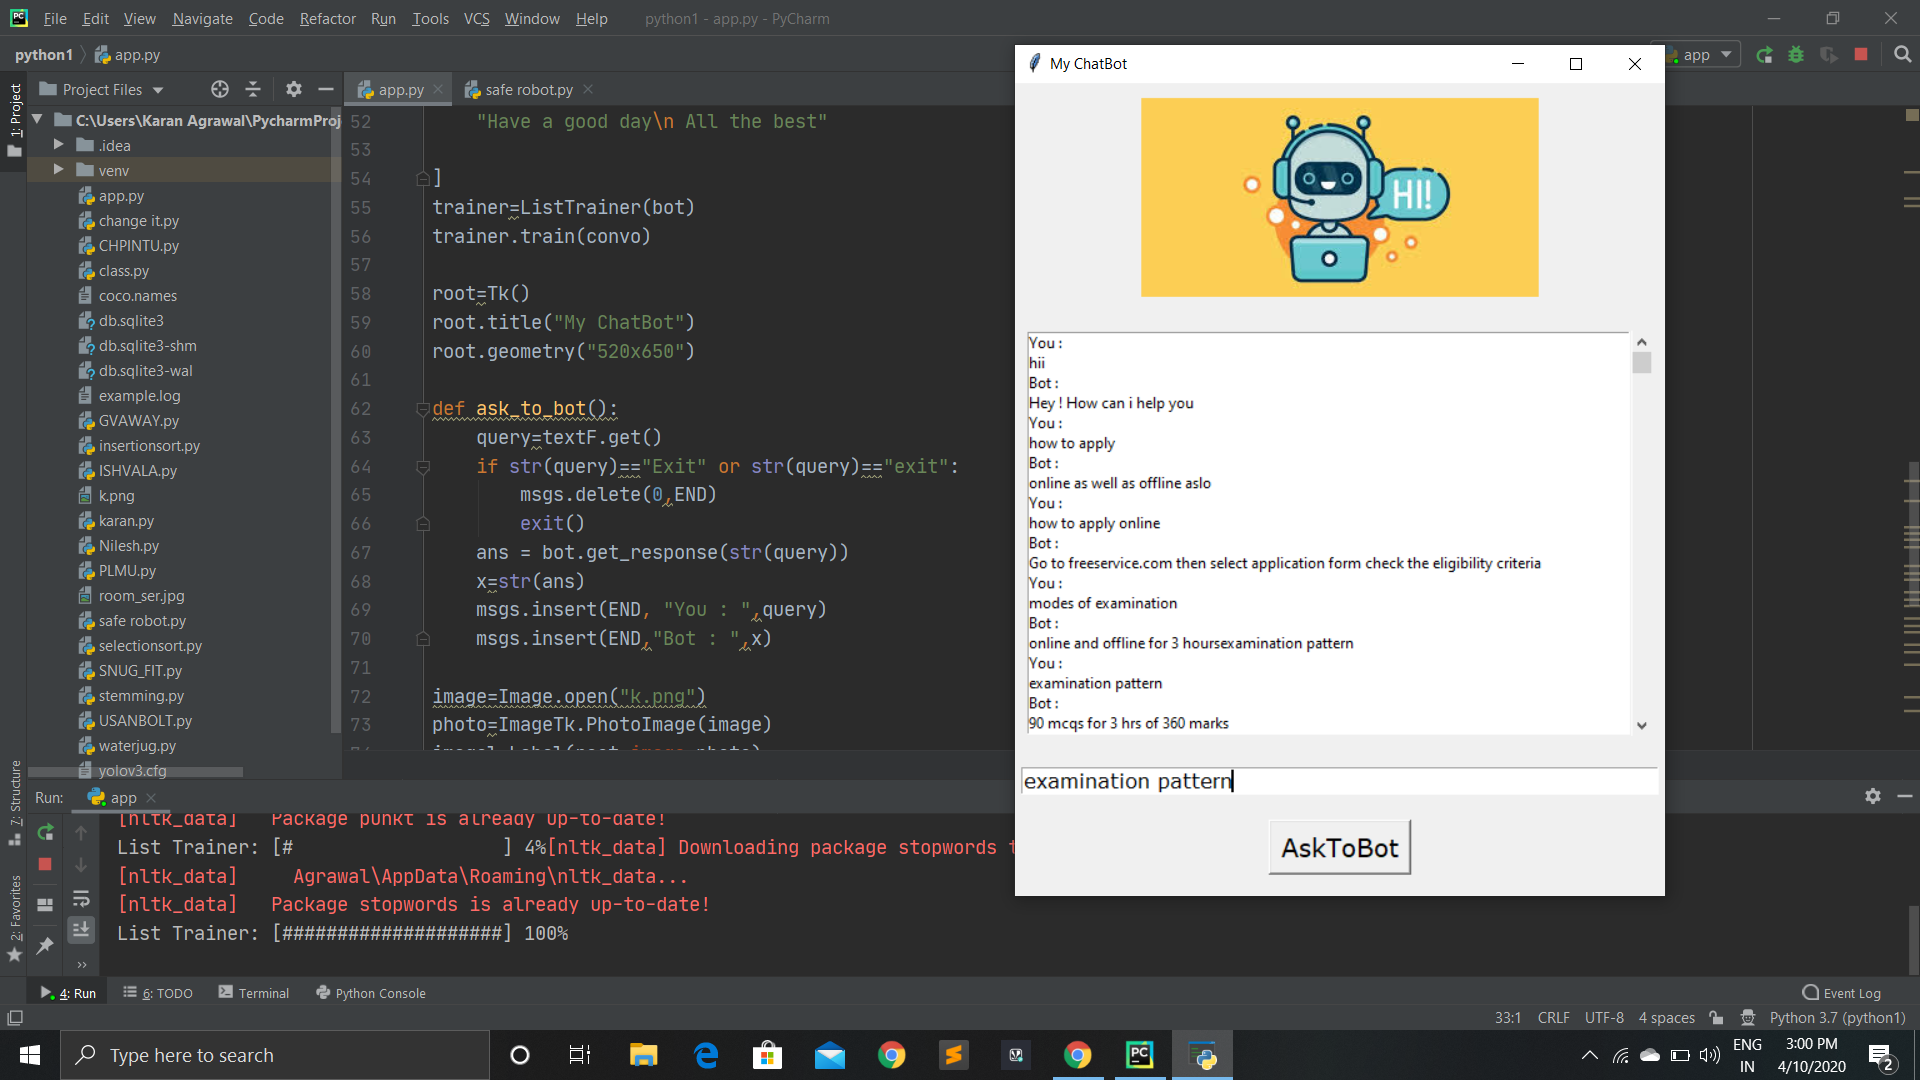 File Edit View Navigate Code Refactor Run Tools VCS Window Help python1 - app.py - PyCharm
python1 app.py
app
1: Project
Project Files
app.py
safe robot.py
C:\Users\Karan Agrawal\PycharmProj
.idea
venv
app.py
change it.py
CHPINTU.py
class.py
coco.names
db.sqlite3
db.sqlite3-shm
db.sqlite3-wal
example.log
GVAWAY.py
insertionsort.py
ISHVALA.py
k.png
karan.py
Nilesh.py
PLMU.py
room_ser.jpg
safe robot.py
selectionsort.py
SNUG_FIT.py
stemming.py
USANBOLT.py
waterjug.py
yolov3.cfg
52 "Have a good day\n All the best"
53
54 ]
55 trainer=ListTrainer(bot)
56 trainer.train(convo)
57
58 root=Tk()
59 root.title("My ChatBot")
60 root.geometry("520x650")
61
62 def ask_to_bot():
63 query=textF.get()
64 if str(query)=="Exit" or str(query)=="exit":
65 msgs.delete(0,END)
66 exit()
67 ans = bot.get_response(str(query))
68 x=str(ans)
69 msgs.insert(END, "You : ",query)
70 msgs.insert(END,"Bot : ",x)
71
72 image=Image.open("k.png")
73 photo=ImageTk.PhotoImage(image)
My ChatBot
HI!
You :
hii
Bot :
Hey ! How can i help you
You :
how to apply
Bot :
online as well as offline aslo
You :
how to apply online
Bot :
Go to freeservice.com then select application form check the eligibility criteria
You :
modes of examination
Bot :
online and offline for 3 hoursexamination pattern
You :
examination pattern
Bot :
90 mcqs for 3 hrs of 360 marks
examination pattern
AskToBot
7: Structure
2: Favorites
Run: app
[nltk_data] Package punkt is already up-to-date!
List Trainer: [# ] 4%[nltk_data] Downloading package stopwords
[nltk_data] Agrawal\AppData\Roaming\nltk_data...
[nltk_data] Package stopwords is already up-to-date!
List Trainer: [####################] 100%
4: Run 6: TODO Terminal Python Console Event Log
33:1 CRLF UTF-8 4 spaces Python 3.7 (python1)
Type here to search
PC
ENG
IN
3:00 PM
4/10/2020
2